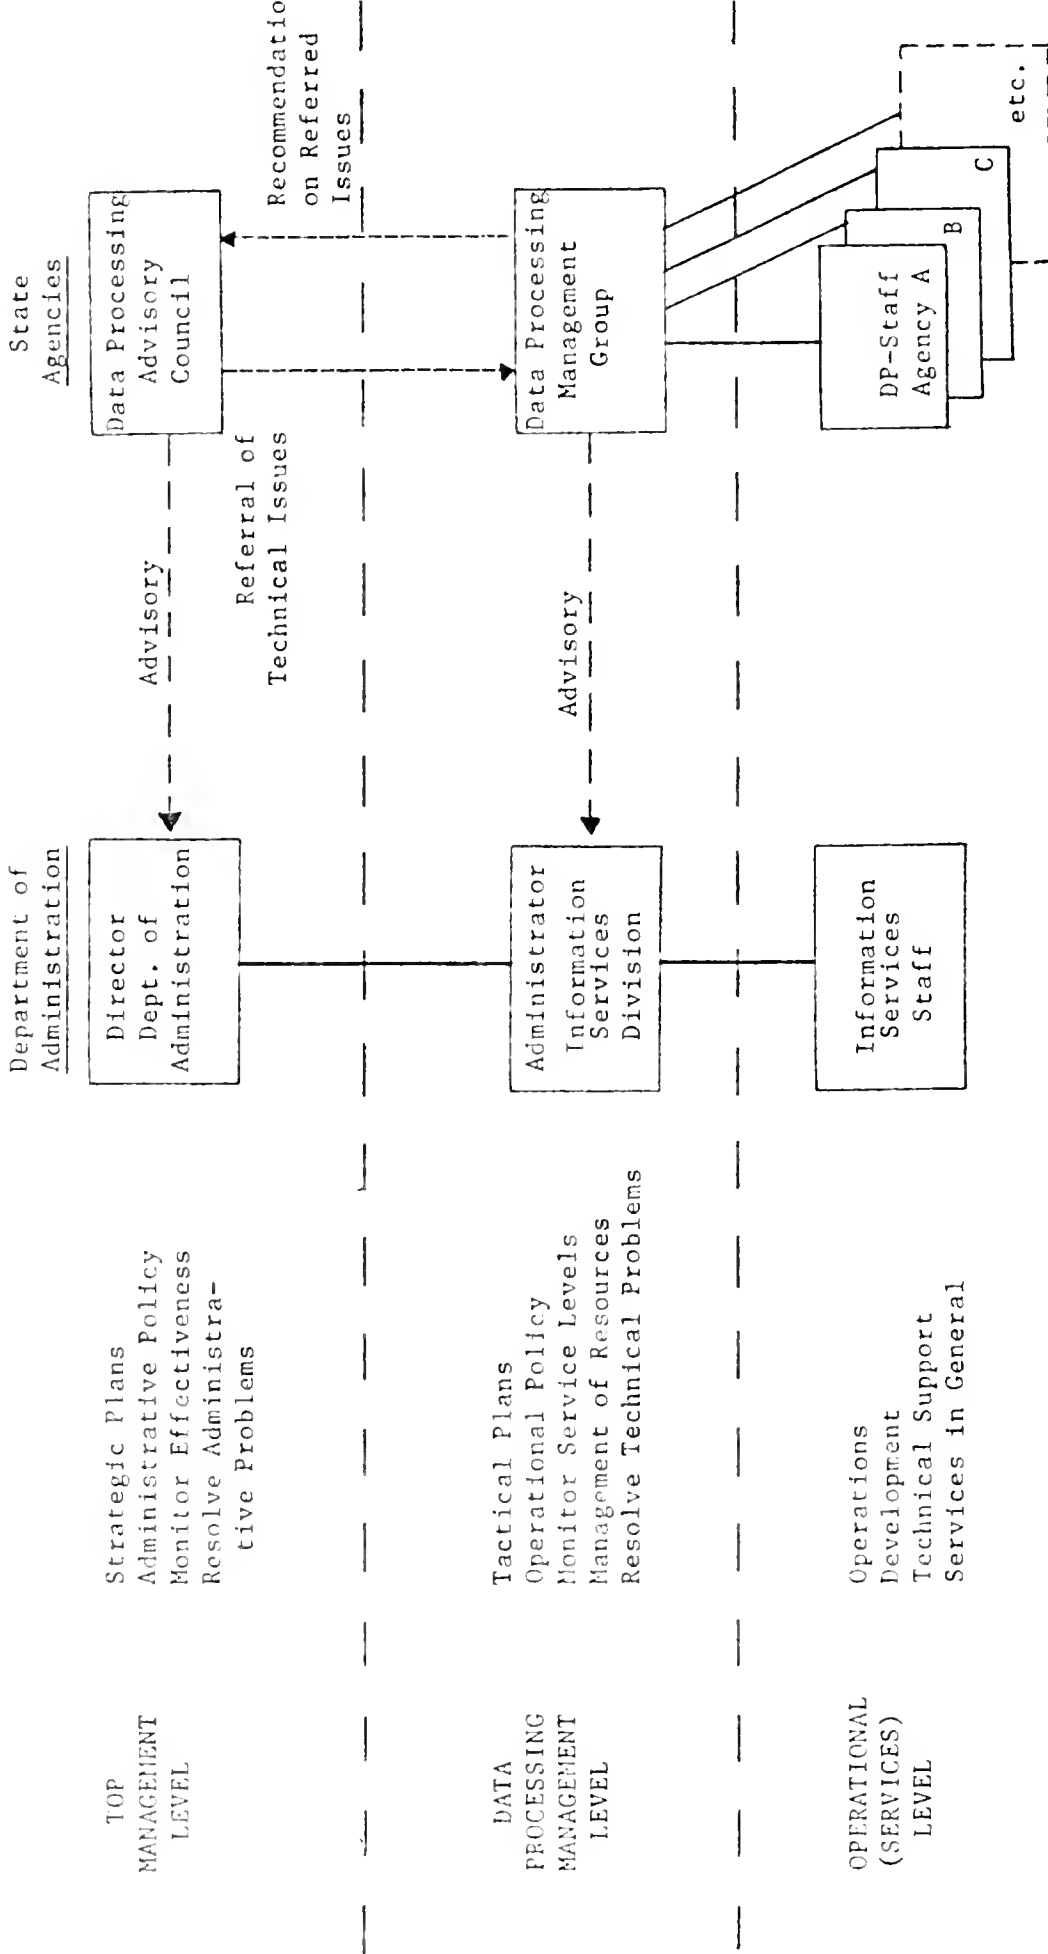 Department of
Administration
State
Agencies
TOP
MANAGEMENT
LEVEL
Strategic Plans
Administrative Policy
Monitor Effectiveness
Resolve Administra-
tive Problems
Director
Dept. of
Administration
Advisory
Data Processing
Advisory
Council
Referral of
Technical Issues
Recommendatio
on Referred
Issues
DATA
PROCESSING
MANAGEMENT
LEVEL
Tactical Plans
Operational Policy
Monitor Service Levels
Management of Resources
Resolve Technical Problems
Administrator
Information
Services
Division
Advisory
Data Processing
Management
Group
OPERATIONAL
(SERVICES)
LEVEL
Operations
Development
Technical Support
Services in General
Information
Services
Staff
DP-Staff
Agency A
B
C
etc.